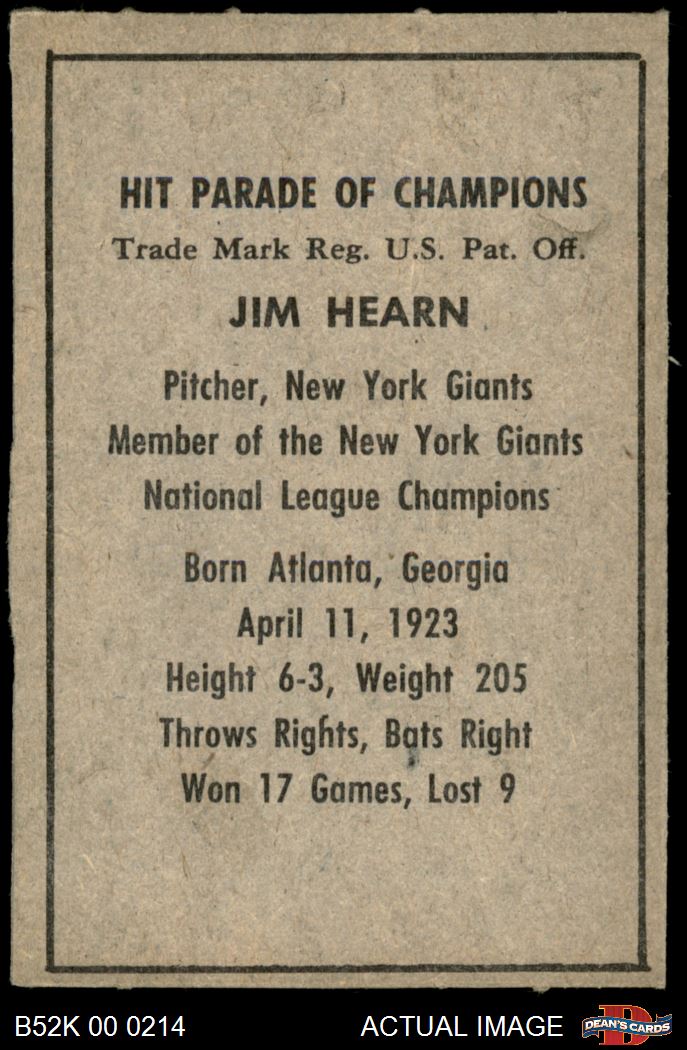 HIT PARADE OF CHAMPIONS
Trade Mark Reg. U.S. Pat. Off.
JIM HEARN
Pitcher, New York Giants
Member of the New York Giants
National League Champions
Born Atlanta, Georgia
April 11, 1923
Height 6-3, Weight 205
Throws Rights, Bats Right
Won 17 Games, Lost 9
B52K 00 0214
ACTUAL IMAGE
D
DEAN'S CARDS